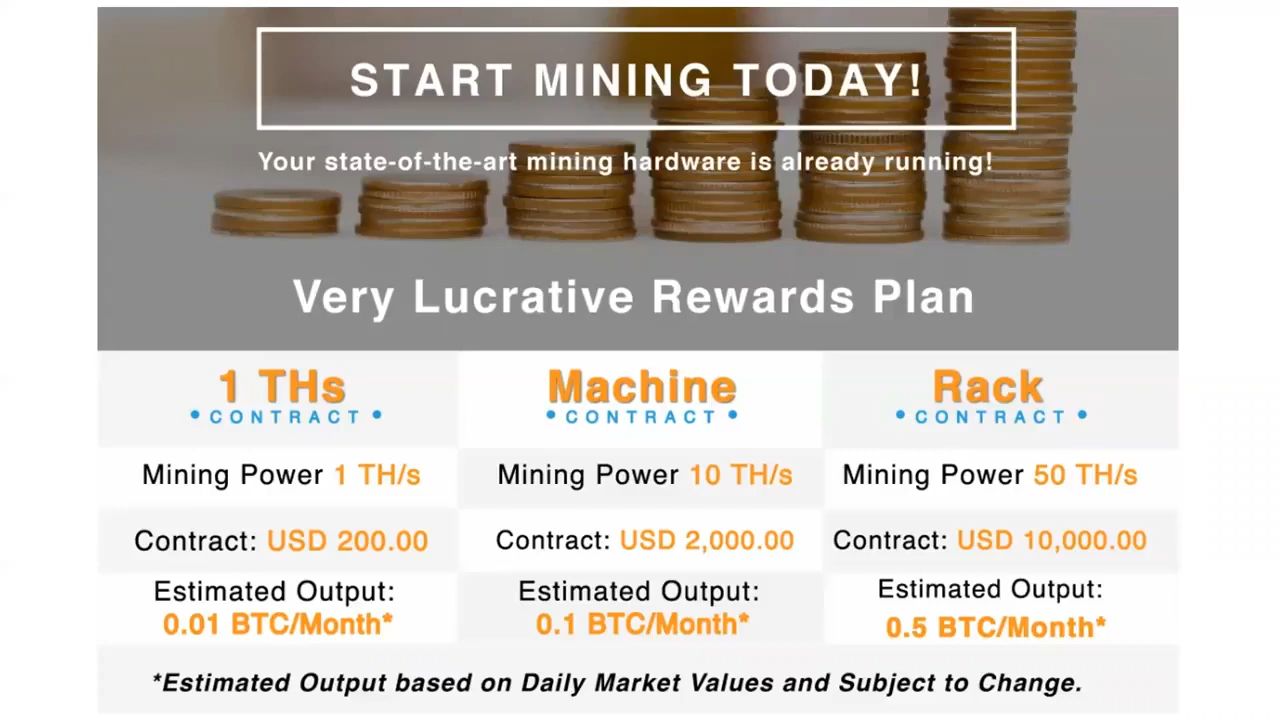 START MINING TODAY!
Your state-of-the-art mining hardware is already running!
Very Lucrative Rewards Plan
1 THs
• CONTRACT •
Mining Power 1 TH/s
Contract: USD 200.00
Estimated Output:
0.01 BTC/Month*
Machine
• CONTRACT •
Mining Power 10 TH/s
Contract: USD 2,000.00
Estimated Output:
0.1 BTC/Month*
Rack
• CONTRACT •
Mining Power 50 TH/s
Contract: USD 10,000.00
Estimated Output:
0.5 BTC/Month*
*Estimated Output based on Daily Market Values and Subject to Change.